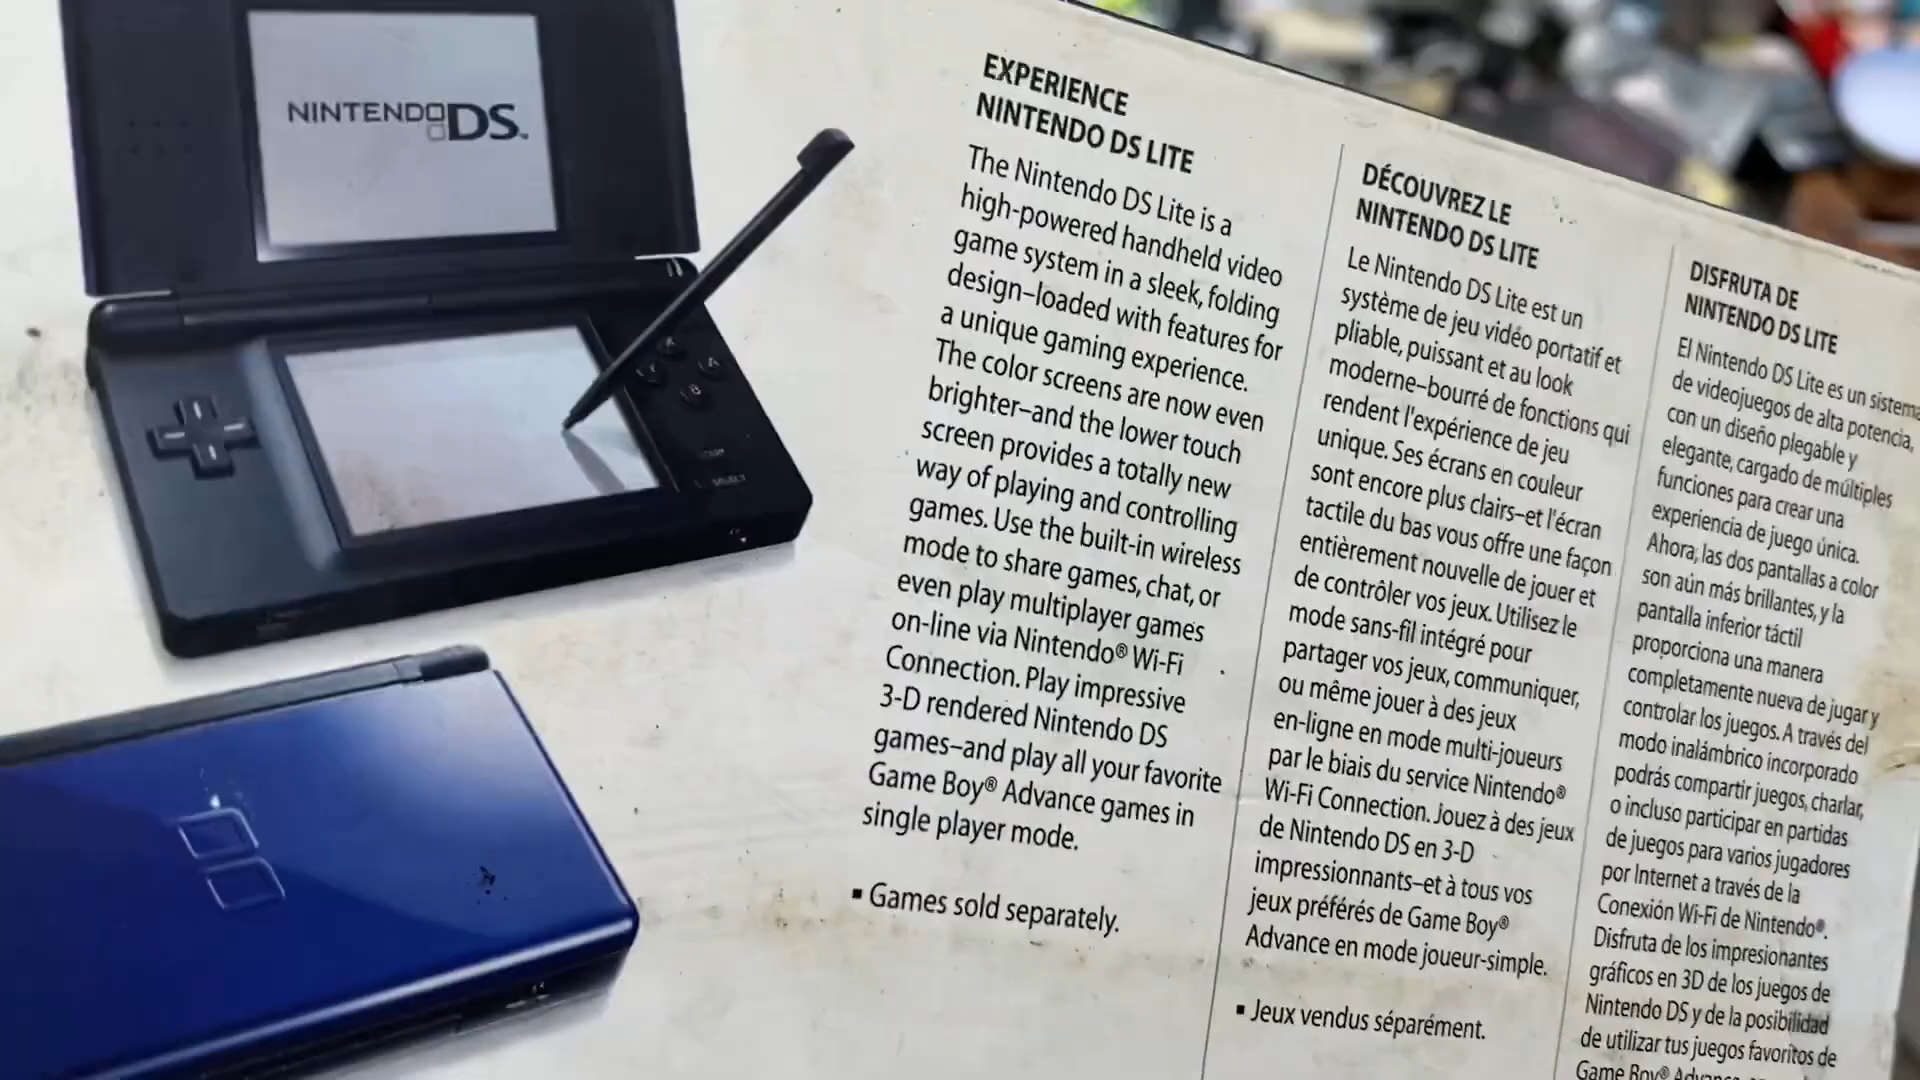 NINTENDO DS™
A
B
Y
SELECT
EXPERIENCE
NINTENDO DS LITE
The Nintendo DS Lite is a
high-powered handheld video
game system in a sleek, folding
design–loaded with features for
a unique gaming experience.
The color screens are now even
brighter–and the lower touch
screen provides a totally new
way of playing and controlling
games. Use the built-in wireless
mode to share games, chat, or
even play multiplayer games
on-line via Nintendo® Wi-Fi
Connection. Play impressive
3-D rendered Nintendo DS
games–and play all your favorite
Game Boy® Advance games in
single player mode.
▪ Games sold separately.
DÉCOUVREZ LE
NINTENDO DS LITE
Le Nintendo DS Lite est un
système de jeu vidéo portatif et
pliable, puissant et au look
moderne–bourré de fonctions qui
rendent l'expérience de jeu
unique. Ses écrans en couleur
sont encore plus clairs–et l'écran
tactile du bas vous offre une façon
entièrement nouvelle de jouer et
de contrôler vos jeux. Utilisez le
mode sans-fil intégré pour
partager vos jeux, communiquer,
ou même jouer à des jeux
en-ligne en mode multi-joueurs
par le biais du service Nintendo®
Wi-Fi Connection. Jouez à des jeux
de Nintendo DS en 3-D
impressionnants–et à tous vos
jeux préférés de Game Boy®
Advance en mode joueur-simple.
▪ Jeux vendus séparément.
DISFRUTA DE
NINTENDO DS LITE
El Nintendo DS Lite es un sistema
de videojuegos de alta potencia,
con un diseño plegable y
elegante, cargado de múltiples
funciones para crear una
experiencia de juego única.
Ahora, las dos pantallas a color
son aún más brillantes, y la
pantalla inferior táctil
proporciona una manera
completamente nueva de jugar y
controlar los juegos. A través del
modo inalámbrico incorporado
podrás compartir juegos, charlar,
o incluso participar en partidas
de juegos para varios jugadores
por Internet a través de la
Conexión Wi-Fi de Nintendo®.
Disfruta de los impresionantes
gráficos en 3D de los juegos de
Nintendo DS y de la posibilidad
de utilizar tus juegos favoritos de
Game Boy® Advance